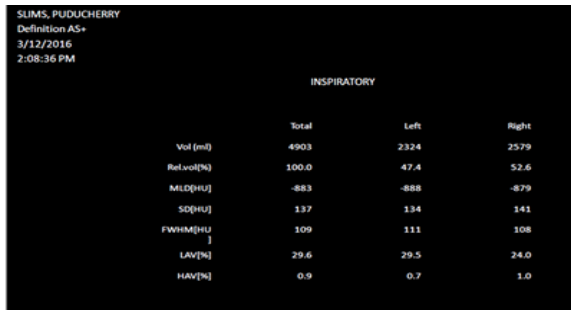 SLIMS, PUDUCHERRY
Definition AS+
3/12/2016
2:08:36 PM
INSPIRATORY
Total Left Right
Vol (ml) 4903 2324 2579
Rel.vol(%) 100.0 47.4 52.6
MLD[HU] -883 -888 -879
SD[HU] 137 134 141
FWHM[HU
] 109 111 108
LAV[%] 29.6 29.5 24.0
HAV[%] 0.9 0.7 1.0